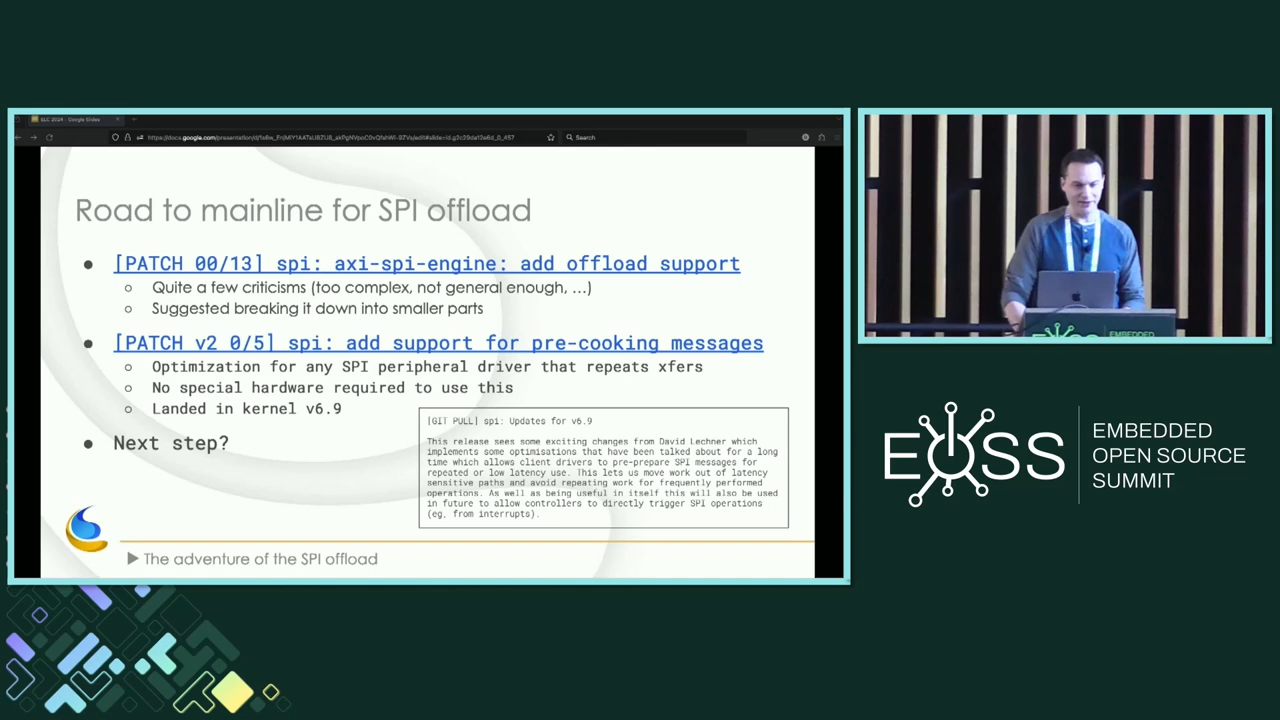 ELC 2024 - Google Slides
Search
Road to mainline for SPI offload
● [PATCH 00/13] spi: axi-spi-engine: add offload support
○ Quite a few criticisms (too complex, not general enough, ...)
○ Suggested breaking it down into smaller parts
● [PATCH v2 0/5] spi: add support for pre-cooking messages
○ Optimization for any SPI peripheral driver that repeats xfers
○ No special hardware required to use this
○ Landed in kernel v6.9
● Next step?
[GIT PULL] spi: Updates for v6.9
This release sees some exciting changes from David Lechner which
implements some optimisations that have been talked about for a long
time which allows client drivers to pre-prepare SPI messages for
repeated or low latency use. This lets us move work out of latency
sensitive paths and avoid repeating work for frequently performed
operations. As well as being useful in itself this will also be used
in future to allow controllers to directly trigger SPI operations
(eg, from interrupts).
▶ The adventure of the SPI offload
EMBEDDED
EOSS
EMBEDDED
OPEN SOURCE
SUMMIT